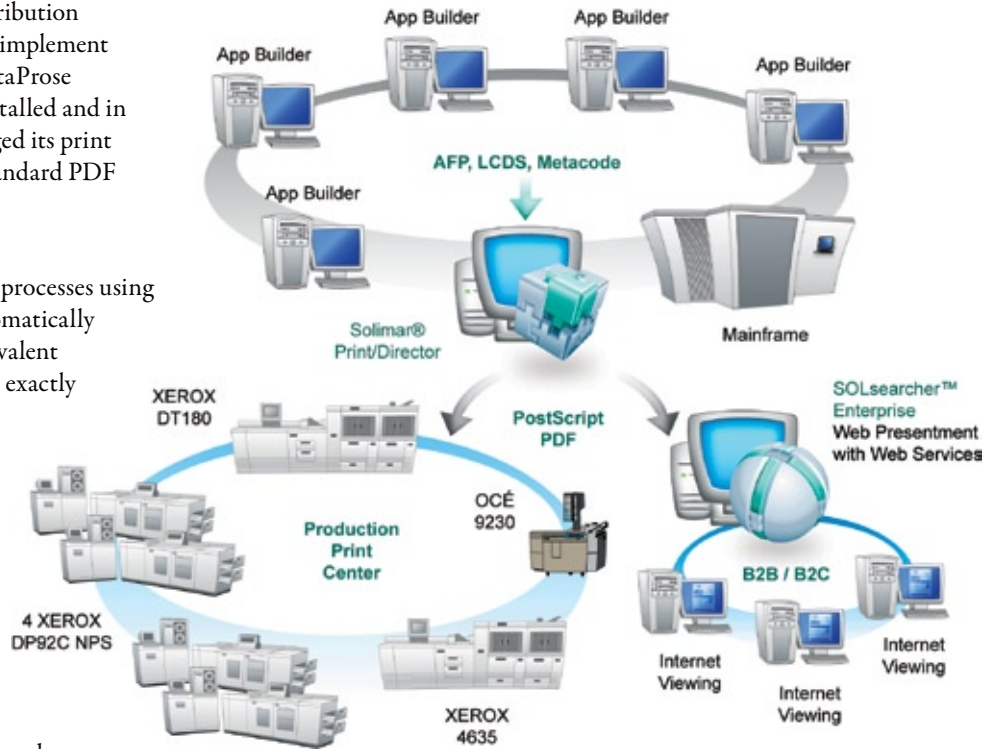 ribution
implement
taProse
talled and in
ged its print
andard PDF
processes using
omatically
valent
exactly
App Builder
App Builder
App Builder
App Builder
App Builder
AFP, LCDS, Metacode
Solimar®
Print/Director
Mainframe
XEROX
DT180
PostScript
PDF
SOLsearcher™
Enterprise
Web Presentment
with Web Services
OCÉ
9230
Production
Print
Center
B2B / B2C
4 XEROX
DP92C NPS
Internet
Viewing
Internet
Viewing
Internet
Viewing
XEROX
4635